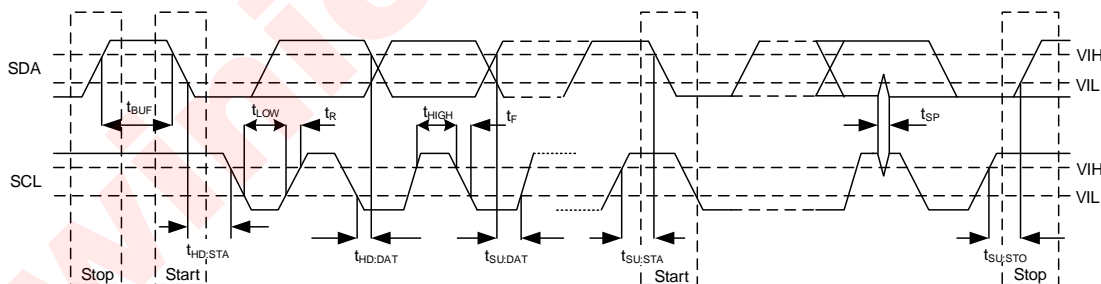 SDA
VIH
VIL
tBUF
tLOW
tR
tHIGH
tF
tSP
SCL
VIH
VIL
tHD:STA
tHD:DAT
tSU:DAT
tSU:STA
tSU:STO
Stop
Start
Start
Stop